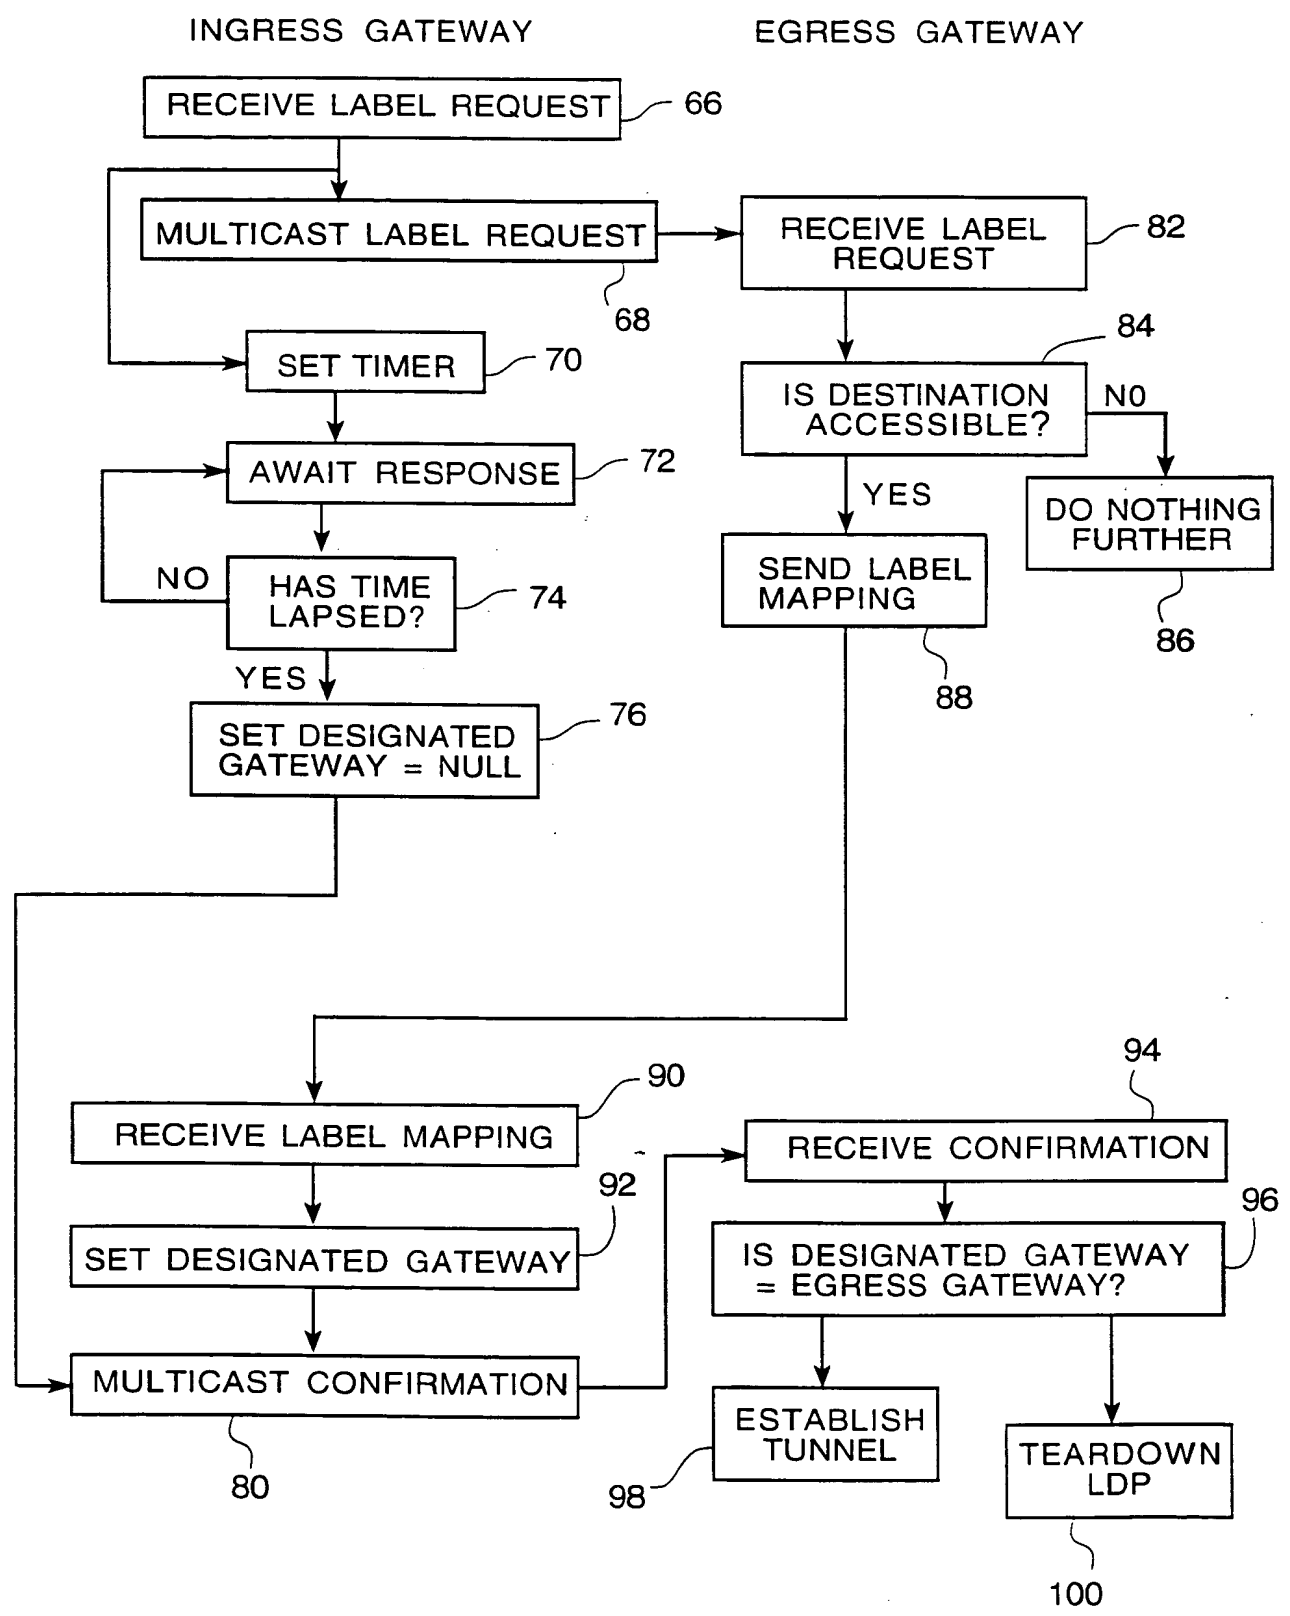 INGRESS GATEWAY
EGRESS GATEWAY
RECEIVE LABEL REQUEST
66
MULTICAST LABEL REQUEST
68
RECEIVE LABEL
REQUEST
82
SET TIMER
70
84
IS DESTINATION
ACCESSIBLE?
NO
AWAIT RESPONSE
72
YES
DO NOTHING
FURTHER
86
NO
HAS TIME
LAPSED?
74
SEND LABEL
MAPPING
88
YES
SET DESIGNATED
GATEWAY = NULL
76
90
RECEIVE LABEL MAPPING
94
RECEIVE CONFIRMATION
92
SET DESIGNATED GATEWAY
96
IS DESIGNATED GATEWAY
= EGRESS GATEWAY?
MULTICAST CONFIRMATION
80
ESTABLISH
TUNNEL
98
TEARDOWN
LDP
100